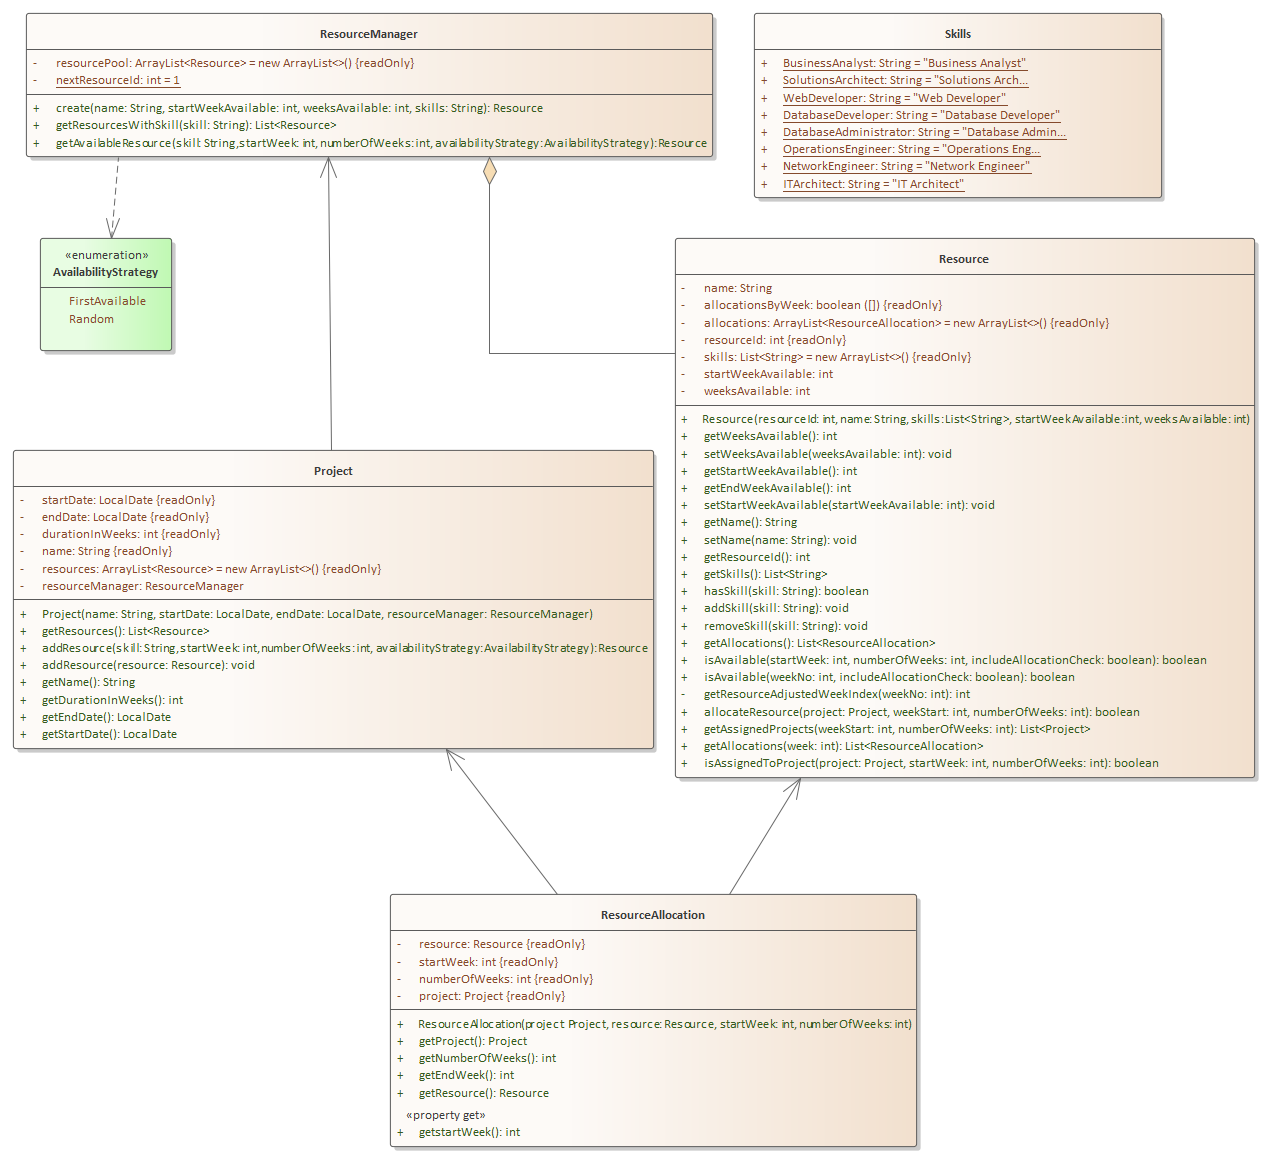 ResourceManager
- resourcePool: ArrayList<Resource> = new ArrayList<>() {readOnly}
- nextResourceId: int = 1
+ create(name: String, startWeekAvailable: int, weeksAvailable: int, skills: String): Resource
+ getResourcesWithSkill(skill: String): List<Resource>
+ getAvailableResource(skill: String, startWeek: int, numberOfWeeks: int, availabilityStrategy: AvailabilityStrategy): Resource
Skills
+ BusinessAnalyst: String = "Business Analyst"
+ SolutionsArchitect: String = "Solutions Arch...
+ WebDeveloper: String = "Web Developer"
+ DatabaseDeveloper: String = "Database Developer"
+ DatabaseAdministrator: String = "Database Admin...
+ OperationsEngineer: String = "Operations Eng...
+ NetworkEngineer: String = "Network Engineer"
+ ITArchitect: String = "IT Architect"
«enumeration»
AvailabilityStrategy
FirstAvailable
Random
Resource
- name: String
- allocationsByWeek: boolean ([]) {readOnly}
- allocations: ArrayList<ResourceAllocation> = new ArrayList<>() {readOnly}
- resourceId: int {readOnly}
- skills: List<String> = new ArrayList<>() {readOnly}
- startWeekAvailable: int
- weeksAvailable: int
+ Resource(resourceId: int, name: String, skills: List<String>, startWeekAvailable: int, weeksAvailable: int)
+ getWeeksAvailable(): int
+ setWeeksAvailable(weeksAvailable: int): void
+ getStartWeekAvailable(): int
+ getEndWeekAvailable(): int
+ setStartWeekAvailable(startWeekAvailable: int): void
+ getName(): String
+ setName(name: String): void
+ getResourceId(): int
+ getSkills(): List<String>
+ hasSkill(skill: String): boolean
+ addSkill(skill: String): void
+ removeSkill(skill: String): void
+ getAllocations(): List<ResourceAllocation>
+ isAvailable(startWeek: int, numberOfWeeks: int, includeAllocationCheck: boolean): boolean
+ isAvailable(weekNo: int, includeAllocationCheck: boolean): boolean
- getResourceAdjustedWeekIndex(weekNo: int): int
+ allocateResource(project: Project, weekStart: int, numberOfWeeks: int): boolean
+ getAssignedProjects(weekStart: int, numberOfWeeks: int): List<Project>
+ getAllocations(week: int): List<ResourceAllocation>
+ isAssignedToProject(project: Project, startWeek: int, numberOfWeeks: int): boolean
Project
- startDate: LocalDate {readOnly}
- endDate: LocalDate {readOnly}
- durationInWeeks: int {readOnly}
- name: String {readOnly}
- resources: ArrayList<Resource> = new ArrayList<>() {readOnly}
- resourceManager: ResourceManager
+ Project(name: String, startDate: LocalDate, endDate: LocalDate, resourceManager: ResourceManager)
+ getResources(): List<Resource>
+ addResource(skill: String, startWeek: int, numberOfWeeks: int, availabilityStrategy: AvailabilityStrategy): Resource
+ addResource(resource: Resource): void
+ getName(): String
+ getDurationInWeeks(): int
+ getEndDate(): LocalDate
+ getStartDate(): LocalDate
ResourceAllocation
- resource: Resource {readOnly}
- startWeek: int {readOnly}
- numberOfWeeks: int {readOnly}
- project: Project {readOnly}
+ ResourceAllocation(project Project, resource: Resource, startWeek: int, numberOfWeeks: int)
+ getProject(): Project
+ getNumberOfWeeks(): int
+ getEndWeek(): int
+ getResource(): Resource
«property get»
+ getstartWeek(): int